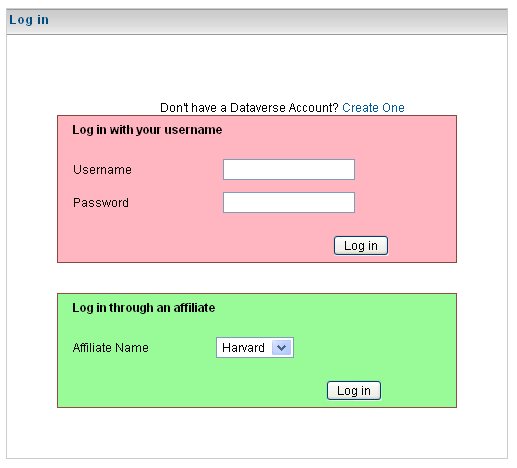 Log in
Don't have a Dataverse Account? Create One
Log in with your username
Username
Password
Log in
Log in through an affiliate
Affiliate Name Harvard
Log in